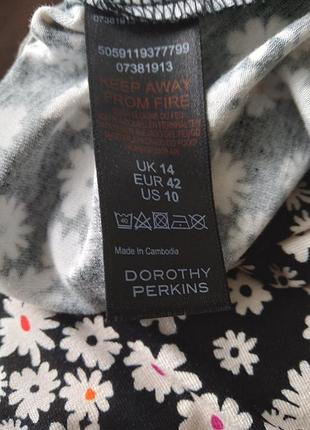 07381913
5059119377799
07381913
KEEP AWAY
FROM FIRE
UK 14
EUR 42
US 10
Made In Cambodia
DOROTHY
PERKINS